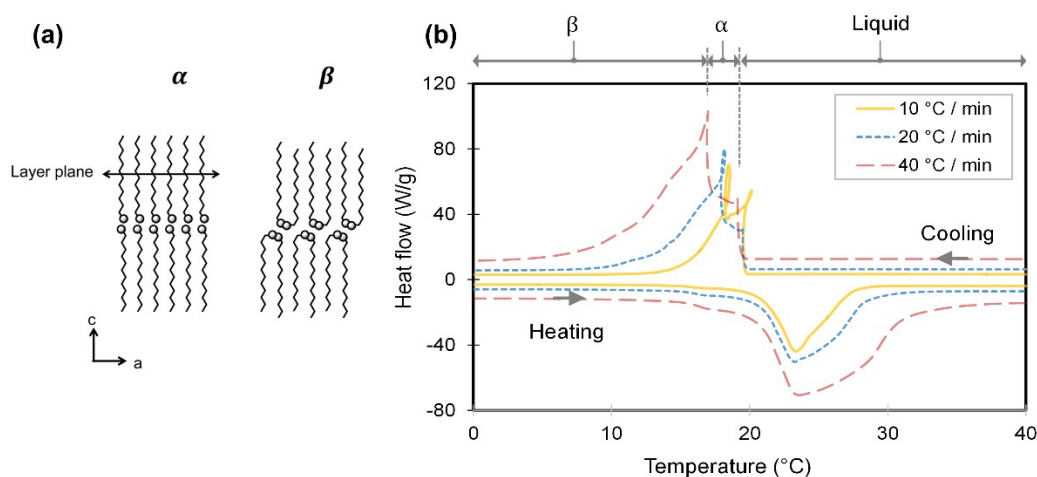 (a)
α
β
Layer plane
c
a
(b)
β
α
Liquid
120
80
40
0
-40
-80
Heat flow (W/g)
10 °C / min
20 °C / min
40 °C / min
Cooling
Heating
0
10
20
30
40
Temperature (°C)